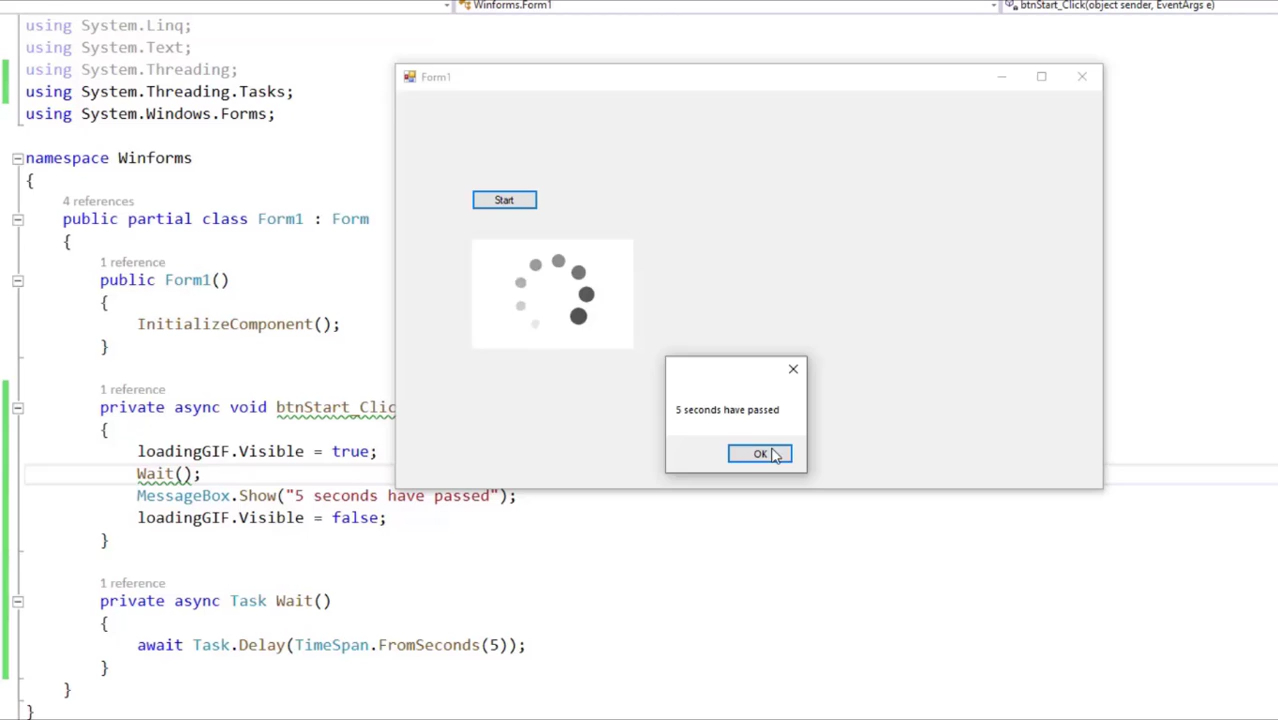 Winforms.Form1
btnStart_Click(object sender, EventArgs e)
using System.Linq;
using System.Text;
using System.Threading;
using System.Threading.Tasks;
using System.Windows.Forms;
namespace Winforms
{
4 references
public partial class Form1 : Form
{
1 reference
public Form1()
{
InitializeComponent();
}
1 reference
private async void btnStart_Clic
{
loadingGIF.Visible = true;
Wait();
MessageBox.Show("5 seconds have passed");
loadingGIF.Visible = false;
}
1 reference
private async Task Wait()
{
await Task.Delay(TimeSpan.FromSeconds(5));
}
}
}
Form1
Start
5 seconds have passed
OK